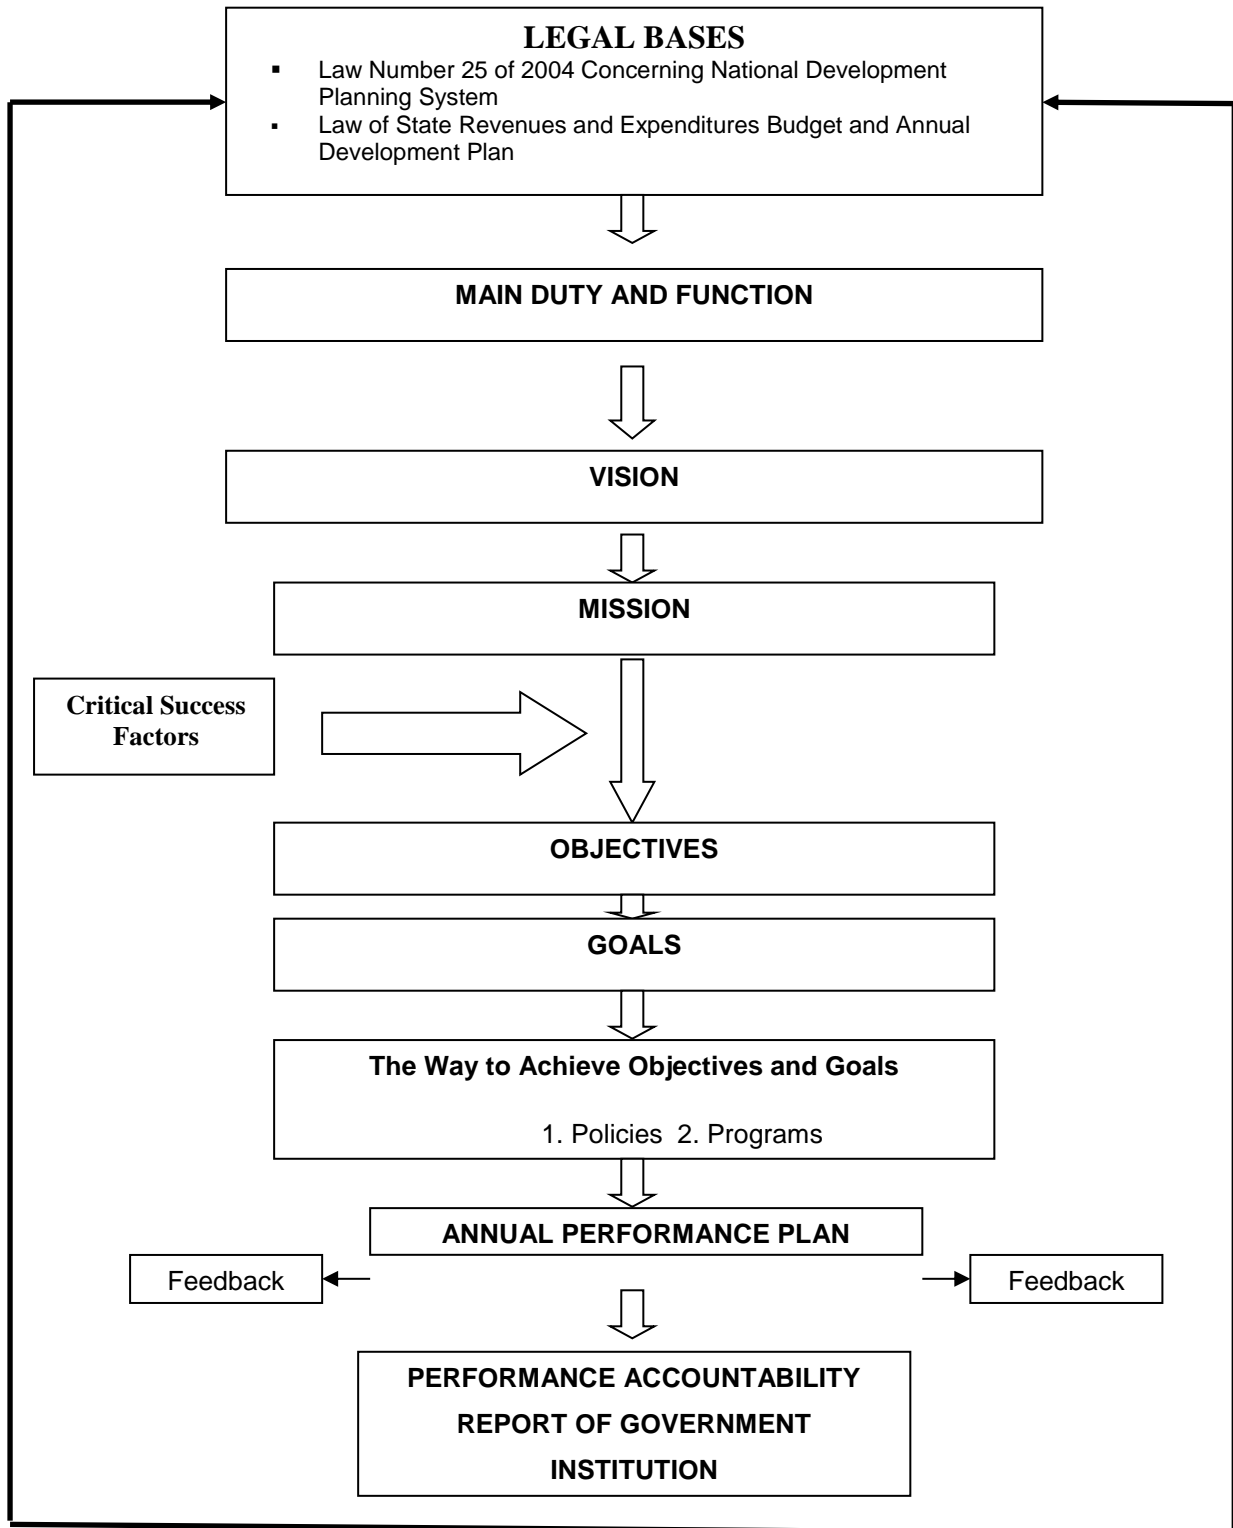 LEGAL BASES
▪ Law Number 25 of 2004 Concerning National Development
Planning System
▪ Law of State Revenues and Expenditures Budget and Annual
Development Plan
MAIN DUTY AND FUNCTION
VISION
MISSION
Critical Success
Factors
OBJECTIVES
GOALS
The Way to Achieve Objectives and Goals
1. Policies 2. Programs
ANNUAL PERFORMANCE PLAN
Feedback
Feedback
PERFORMANCE ACCOUNTABILITY
REPORT OF GOVERNMENT
INSTITUTION